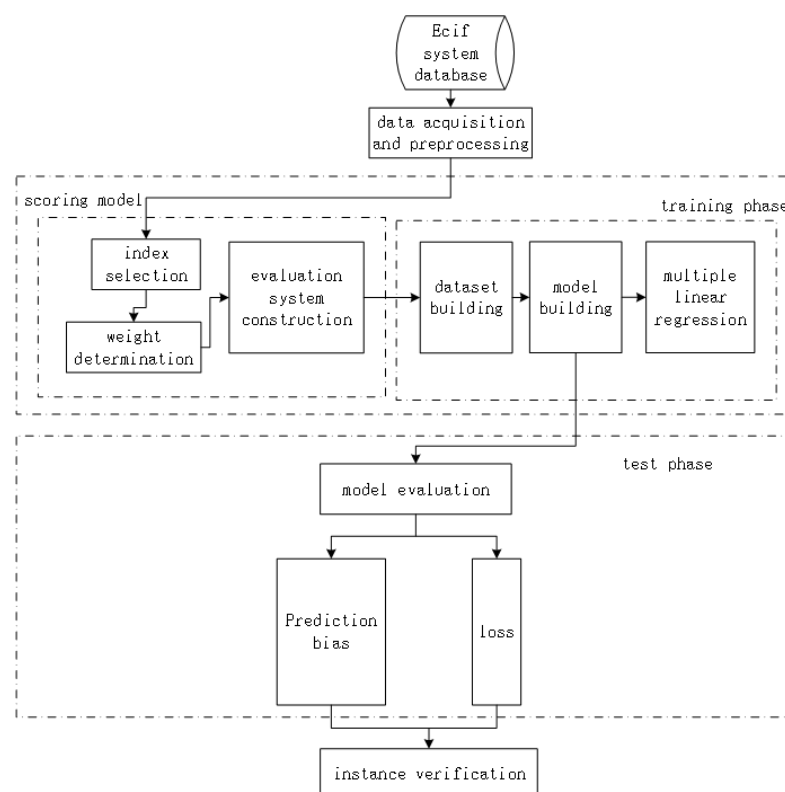 Ecif
system
database
data acquisition
and preprocessing
scoring model
training phase
index
selection
evaluation
system
construction
dataset
building
model
building
multiple
linear
regression
weight
determination
test phase
model evaluation
Prediction
bias
loss
instance verification